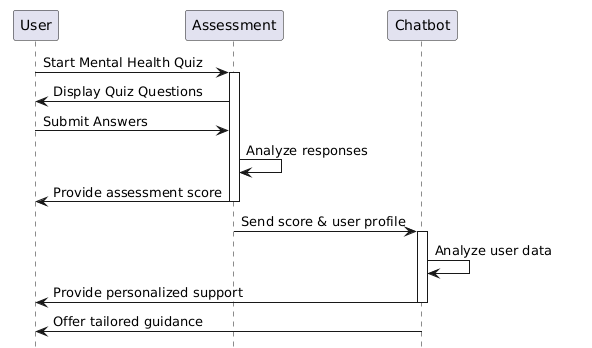 User Assessment Chatbot
Start Mental Health Quiz
Display Quiz Questions
Submit Answers
Analyze responses
Provide assessment score
Send score & user profile
Analyze user data
Provide personalized support
Offer tailored guidance